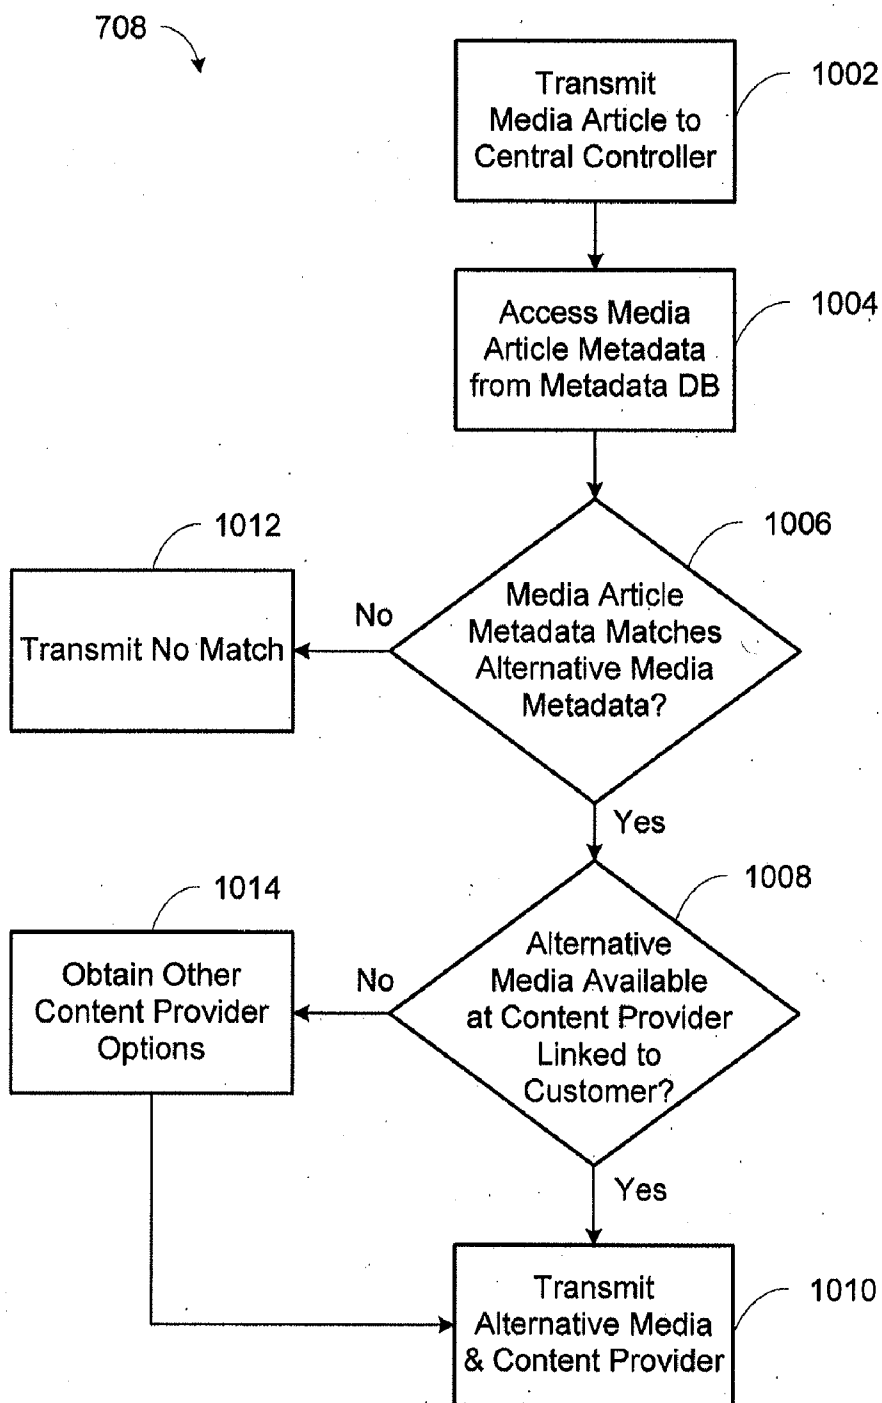 708
Transmit
Media Article to
Central Controller
1002
Access Media
Article Metadata
from Metadata DB
1004
Media Article
Metadata Matches
Alternative Media
Metadata?
1006
No
Transmit No Match
1012
Yes
Alternative
Media Available
at Content Provider
Linked to
Customer?
1008
No
Obtain Other
Content Provider
Options
1014
Yes
Transmit
Alternative Media
& Content Provider
1010